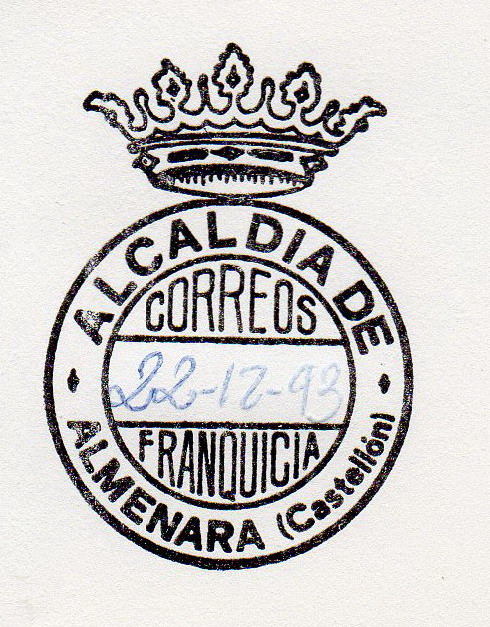 ALCALDIA DE
CORREOS
22-12-93
FRANQUICIA
ALMENARA (Castellón)